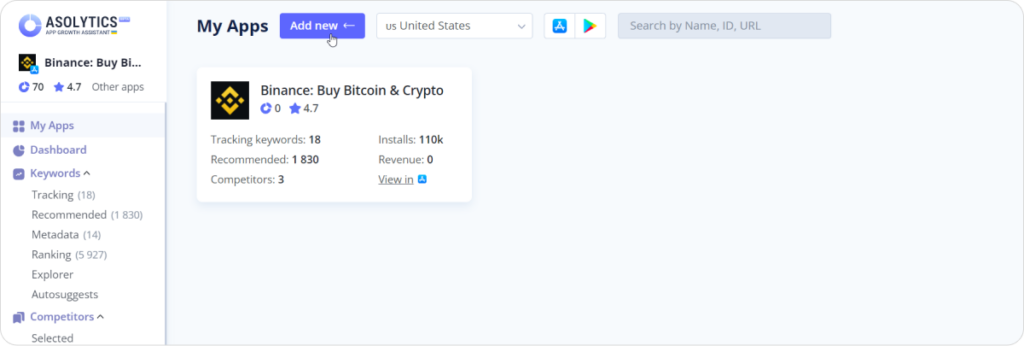 ASOLYTICS
APP GROWTH ASSISTANT
Binance: Buy Bi...
70 4.7 Other apps
My Apps
Dashboard
Keywords
Tracking (18)
Recommended (1 830)
Metadata (14)
Ranking (5 927)
Explorer
Autosuggests
Competitors
Selected
My Apps Add new ← us United States Search by Name, ID, URL
Binance: Buy Bitcoin & Crypto
0 4.7
Tracking keywords: 18 Installs: 110k
Recommended: 1 830 Revenue: 0
Competitors: 3 View in